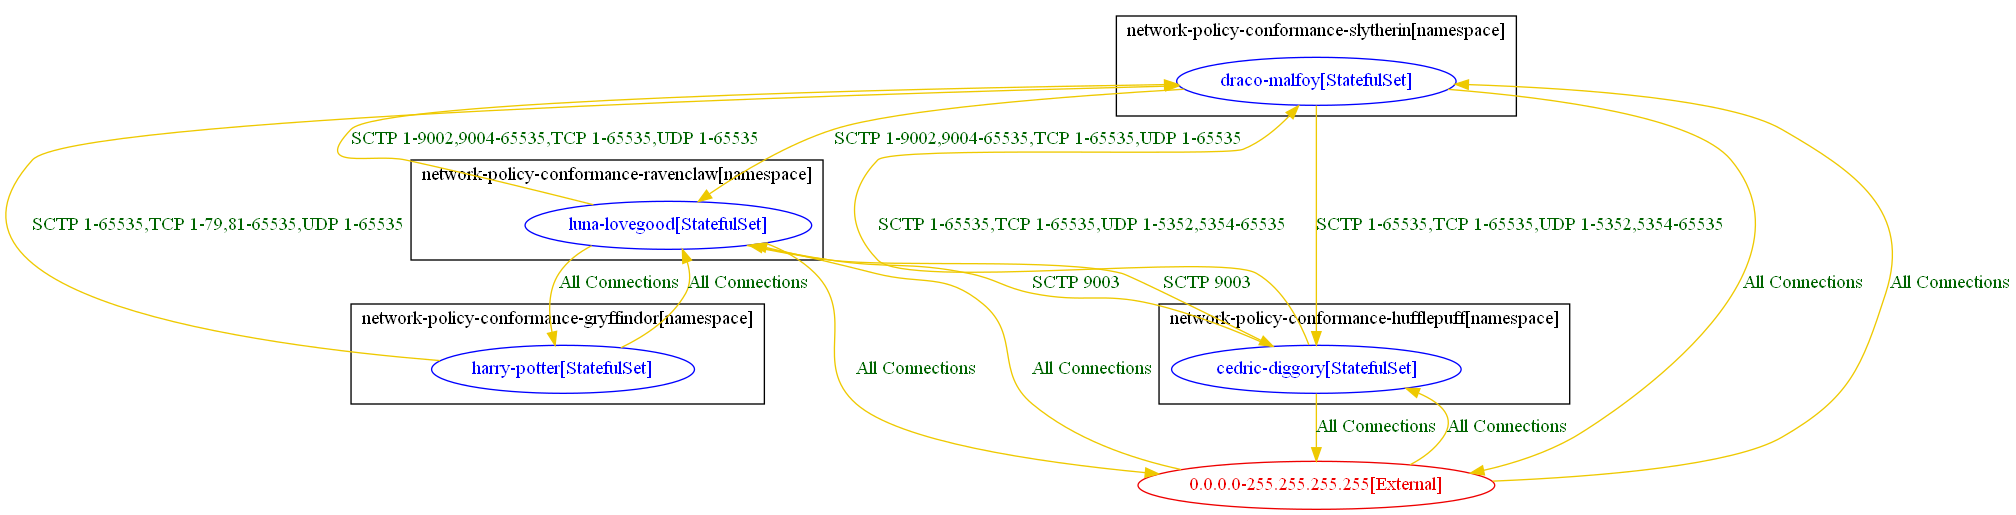 network-policy-conformance-slytherin[namespace]
draco-malfoy[StatefulSet]
SCTP 1-9002,9004-65535,TCP 1-65535,UDP 1-65535
SCTP 1-9002,9004-65535,TCP 1-65535,UDP 1-65535
network-policy-conformance-ravenclaw[namespace]
luna-lovegood[StatefulSet]
SCTP 1-65535,TCP 1-79,81-65535,UDP 1-65535
SCTP 1-65535,TCP 1-65535,UDP 1-5352,5354-65535
SCTP 1-65535,TCP 1-65535,UDP 1-5352,5354-65535
All Connections
All Connections
SCTP 9003
SCTP 9003
All Connections
All Connections
network-policy-conformance-gryffindor[namespace]
network-policy-conformance-hufflepuff[namespace]
harry-potter[StatefulSet]
All Connections
All Connections
cedric-diggory[StatefulSet]
All Connections
All Connections
0.0.0.0-255.255.255.255[External]